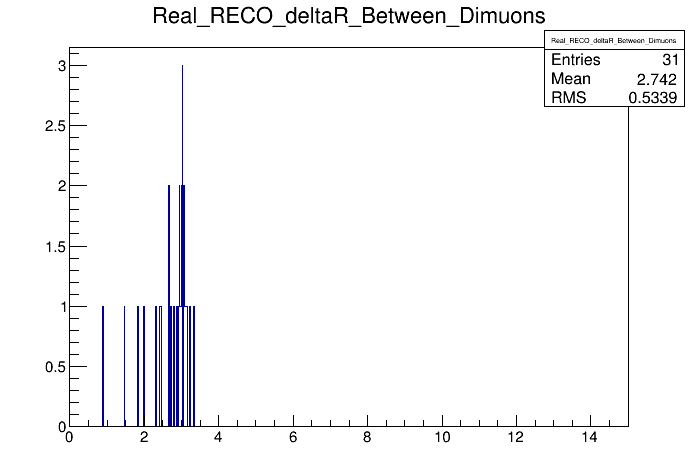 Real_RECO_deltaR_Between_Dimuons
Real_RECO_deltaR_Between_Dimuons
Entries 31
Mean 2.742
RMS 0.5339
3
2.5
2
1.5
1
0.5
0
0 2 4 6 8 10 12 14